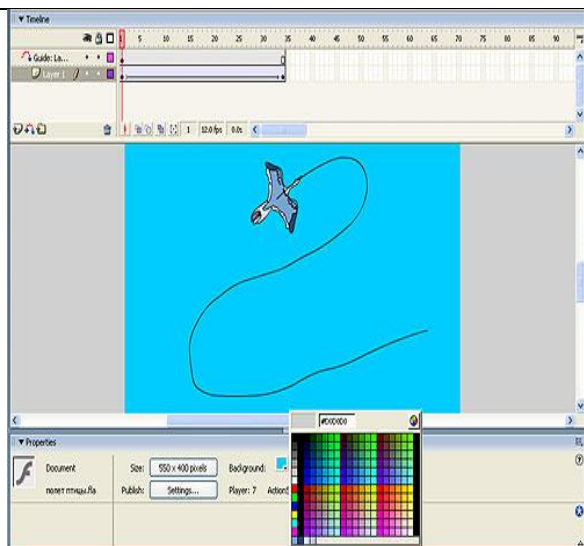 Timeline
1 5 10 15 20 25 30 35 40 45 50 55 60 65 70 75 80 85 90
Guide: La...
Layer 1
1 12.0 fps 0.0s
Properties
Document Size: 550 x 400 pixels Background:
полет птицы.fla Publish: Settings... Player: 7